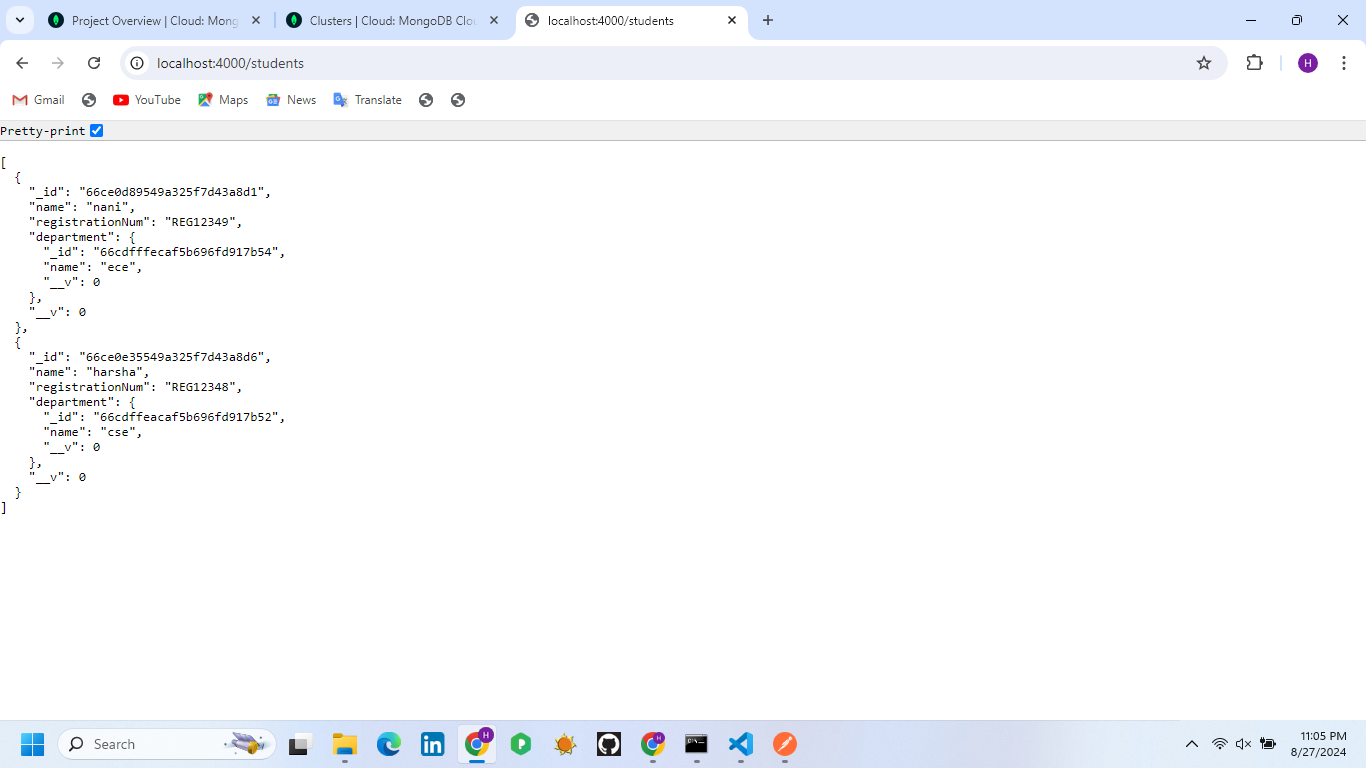 Project Overview | Cloud: Mong
Clusters | Cloud: MongoDB Clou
localhost:4000/students
localhost:4000/students
H
Gmail
YouTube
Maps
News
Translate
Pretty-print
[
  {
    "_id": "66ce0d89549a325f7d43a8d1",
    "name": "nani",
    "registrationNum": "REG12349",
    "department": {
      "_id": "66cdfffecaf5b696fd917b54",
      "name": "ece",
      "__v": 0
    },
    "__v": 0
  },
  {
    "_id": "66ce0e35549a325f7d43a8d6",
    "name": "harsha",
    "registrationNum": "REG12348",
    "department": {
      "_id": "66cdffeacaf5b696fd917b52",
      "name": "cse",
      "__v": 0
    },
    "__v": 0
  }
]
Search
11:05 PM
8/27/2024